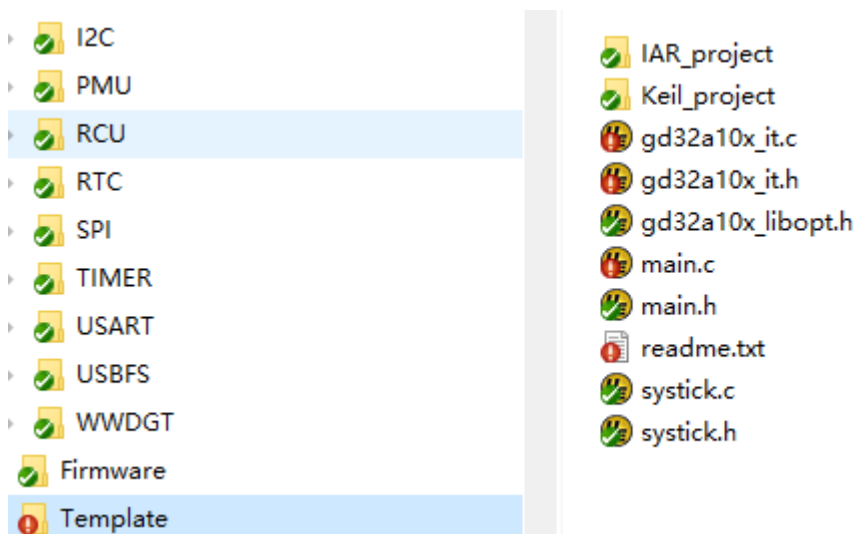 I2C
PMU
RCU
RTC
SPI
TIMER
USART
USBFS
WWDGT
Firmware
Template
IAR_project
Keil_project
gd32a10x_it.c
gd32a10x_it.h
gd32a10x_libopt.h
main.c
main.h
readme.txt
systick.c
systick.h